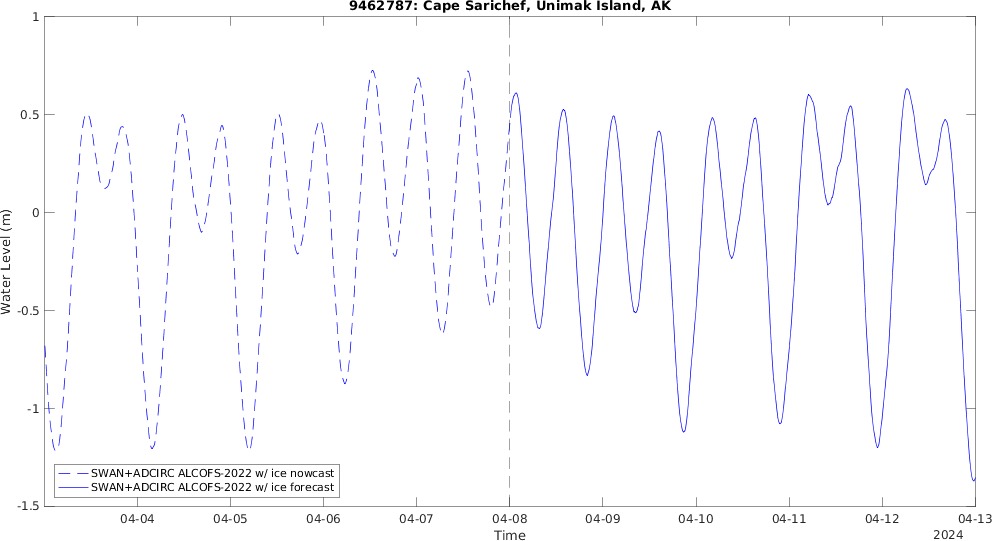 9462787: Cape Sarichef, Unimak Island, AK
1
0.5
0
-0.5
-1
-1.5
Water Level (m)
SWAN+ADCIRC ALCOFS-2022 w/ ice nowcast
SWAN+ADCIRC ALCOFS-2022 w/ ice forecast
04-04 04-05 04-06 04-07 04-08 04-09 04-10 04-11 04-12 04-13
Time
2024